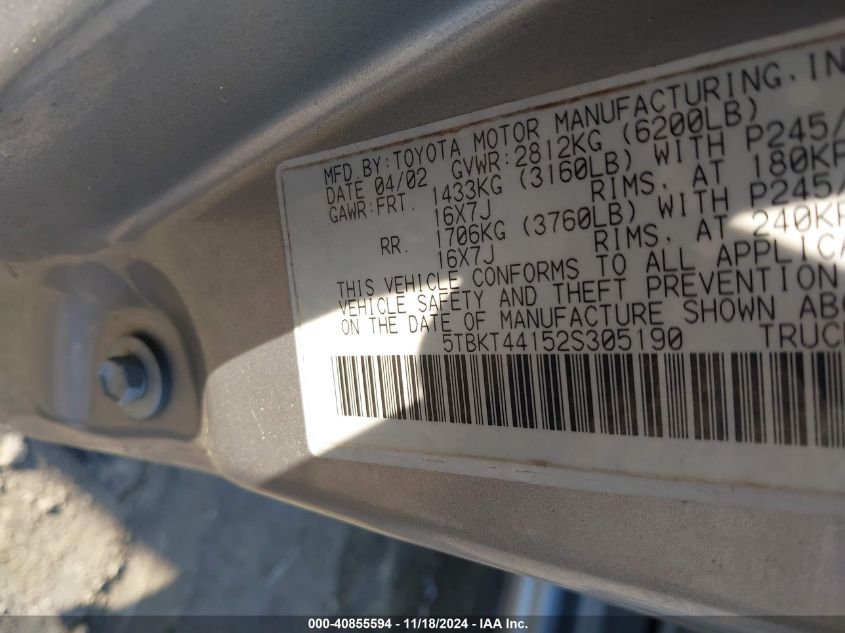 MFD BY:TOYOTA MOTOR MANUFACTURING, IN
DATE 04/02 GVWR:2812KG (6200LB)
GAWR:FRT. 1433KG (3160LB) WITH P245/
16X7J RIMS, AT 180KP
RR. 1706KG (3760LB) WITH P245/
16X7J RIMS, AT 240KP
THIS VEHICLE CONFORMS TO ALL APPLICA
VEHICLE SAFETY AND THEFT PREVENTION
ON THE DATE OF MANUFACTURE SHOWN ABO
5TBKT44152S305190 TRUC
000-40855594 - 11/18/2024 - IAA Inc.